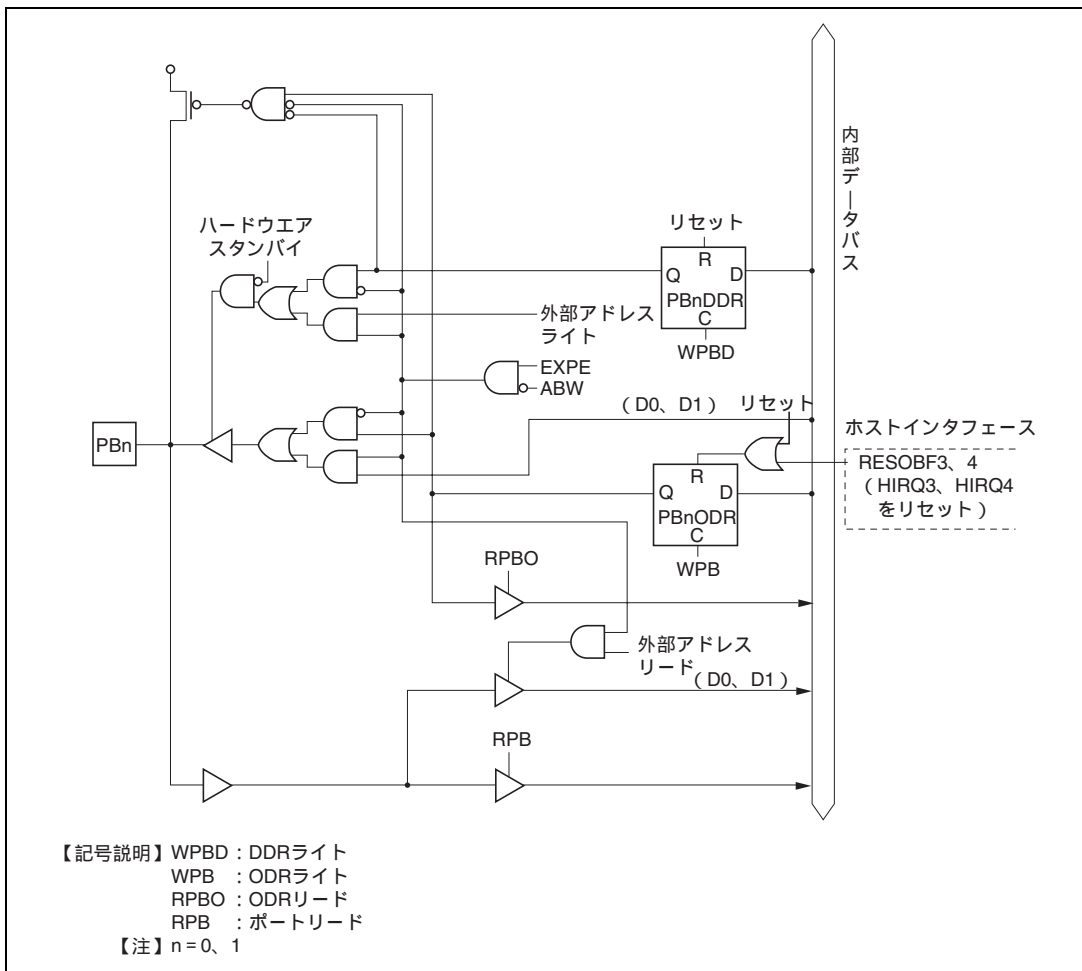 内部データバス
ハードウエア
スタンバイ
リセット
R
Q
D
PBnDDR
C
WPBD
外部アドレス
ライト
EXPE
ABW
(D0、D1)
リセット
ホストインタフェース
RESOBF3、4
(HIRQ3、HIRQ4
をリセット)
PBn
R
Q
D
PBnODR
C
WPB
RPBO
外部アドレス
リード
(D0、D1)
RPB
【記号説明】WPBD:DDRライト
WPB:ODRライト
RPBO:ODRリード
RPB:ポートリード
【注】n = 0、1